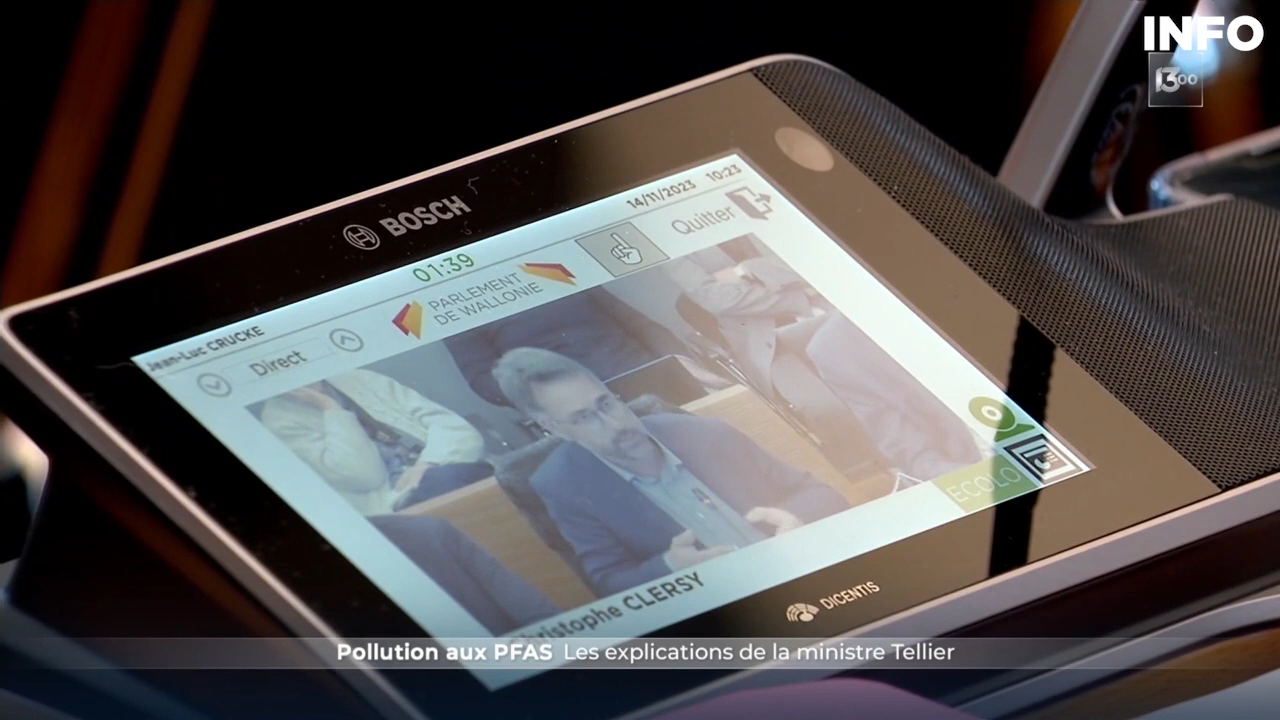 INFO
13 00
BOSCH
14/11/2023 10:23
01:39
Quitter
PARLEMENT
DE WALLONIE
Jean-Luc CRUCKE
Direct
ECOLO
Christophe CLERSY
DICENTIS
Pollution aux PFAS Les explications de la ministre Tellier